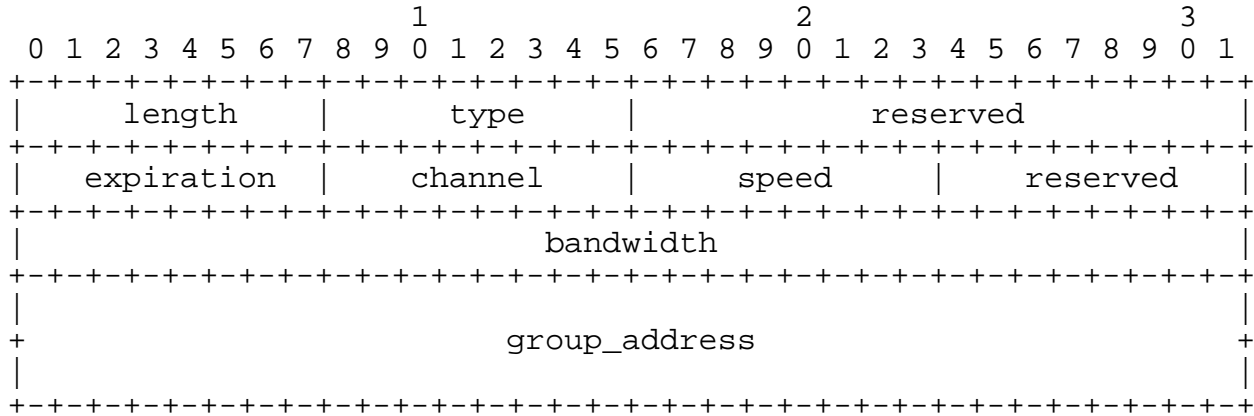 1                   2                   3
 0 1 2 3 4 5 6 7 8 9 0 1 2 3 4 5 6 7 8 9 0 1 2 3 4 5 6 7 8 9 0 1
+-+-+-+-+-+-+-+-+-+-+-+-+-+-+-+-+-+-+-+-+-+-+-+-+-+-+-+-+-+-+-+-+
|     length    |      type     |            reserved           |
+-+-+-+-+-+-+-+-+-+-+-+-+-+-+-+-+-+-+-+-+-+-+-+-+-+-+-+-+-+-+-+-+
|   expiration  |    channel    |     speed     |    reserved   |
+-+-+-+-+-+-+-+-+-+-+-+-+-+-+-+-+-+-+-+-+-+-+-+-+-+-+-+-+-+-+-+-+
|                           bandwidth                           |
+-+-+-+-+-+-+-+-+-+-+-+-+-+-+-+-+-+-+-+-+-+-+-+-+-+-+-+-+-+-+-+-+
|                                                               |
+                         group_address                         +
|                                                               |
+-+-+-+-+-+-+-+-+-+-+-+-+-+-+-+-+-+-+-+-+-+-+-+-+-+-+-+-+-+-+-+-+